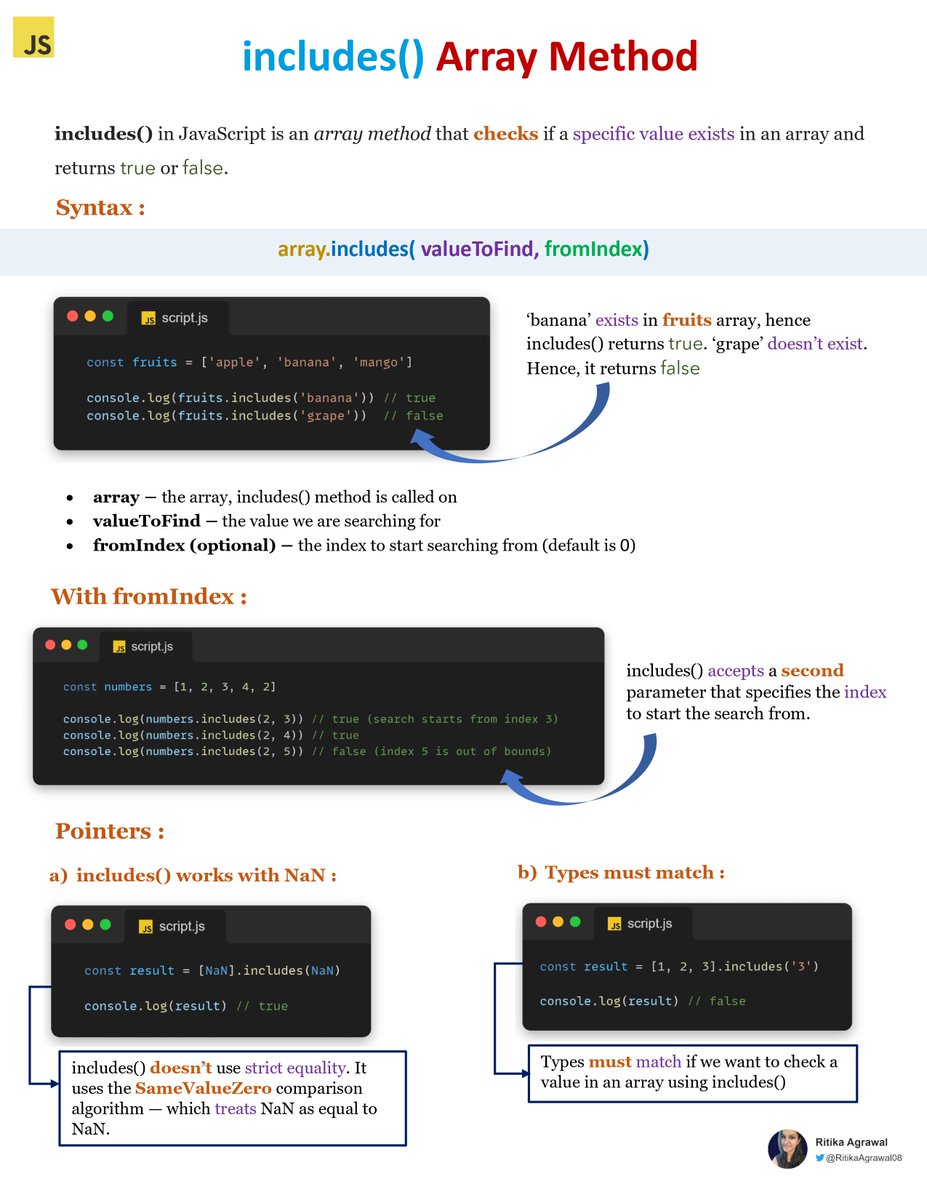 JS
includes() Array Method
includes() in JavaScript is an array method that checks if a specific value exists in an array and
returns true or false.
Syntax :
array.includes( valueToFind, fromIndex)
JS script.js
const fruits = ['apple', 'banana', 'mango']
console.log(fruits.includes('banana')) // true
console.log(fruits.includes('grape'))  // false
‘banana’ exists in fruits array, hence
includes() returns true. ‘grape’ doesn’t exist.
Hence, it returns false
• array — the array, includes() method is called on
• valueToFind — the value we are searching for
• fromIndex (optional) — the index to start searching from (default is 0)
With fromIndex :
JS script.js
const numbers = [1, 2, 3, 4, 2]
console.log(numbers.includes(2, 3)) // true (search starts from index 3)
console.log(numbers.includes(2, 4)) // true
console.log(numbers.includes(2, 5)) // false (index 5 is out of bounds)
includes() accepts a second
parameter that specifies the index
to start the search from.
Pointers :
a) includes() works with NaN :
JS script.js
const result = [NaN].includes(NaN)
console.log(result) // true
includes() doesn’t use strict equality. It
uses the SameValueZero comparison
algorithm — which treats NaN as equal to
NaN.
b) Types must match :
JS script.js
const result = [1, 2, 3].includes('3')
console.log(result) // false
Types must match if we want to check a
value in an array using includes()
Ritika Agrawal
@RitikaAgrawal08